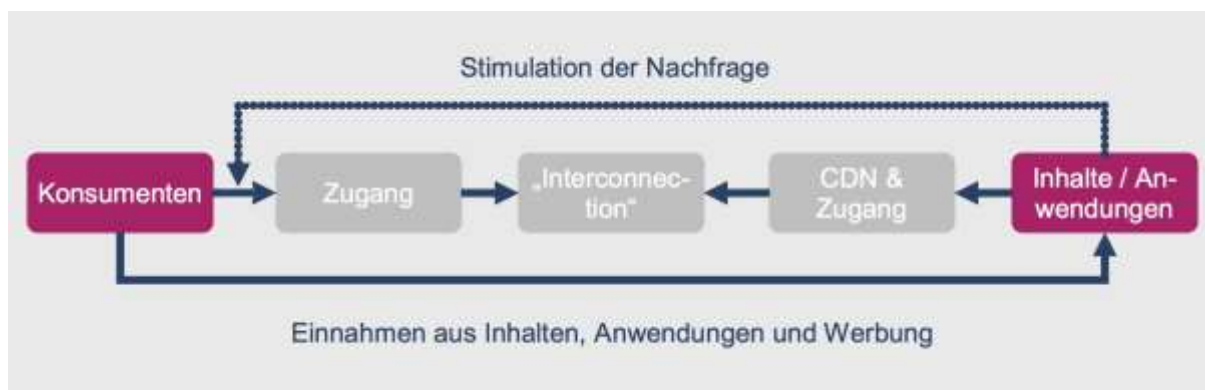 Stimulation der Nachfrage
Konsumenten
Zugang
„Interconnec-
tion“
CDN &
Zugang
Inhalte / An-
wendungen
Einnahmen aus Inhalten, Anwendungen und Werbung